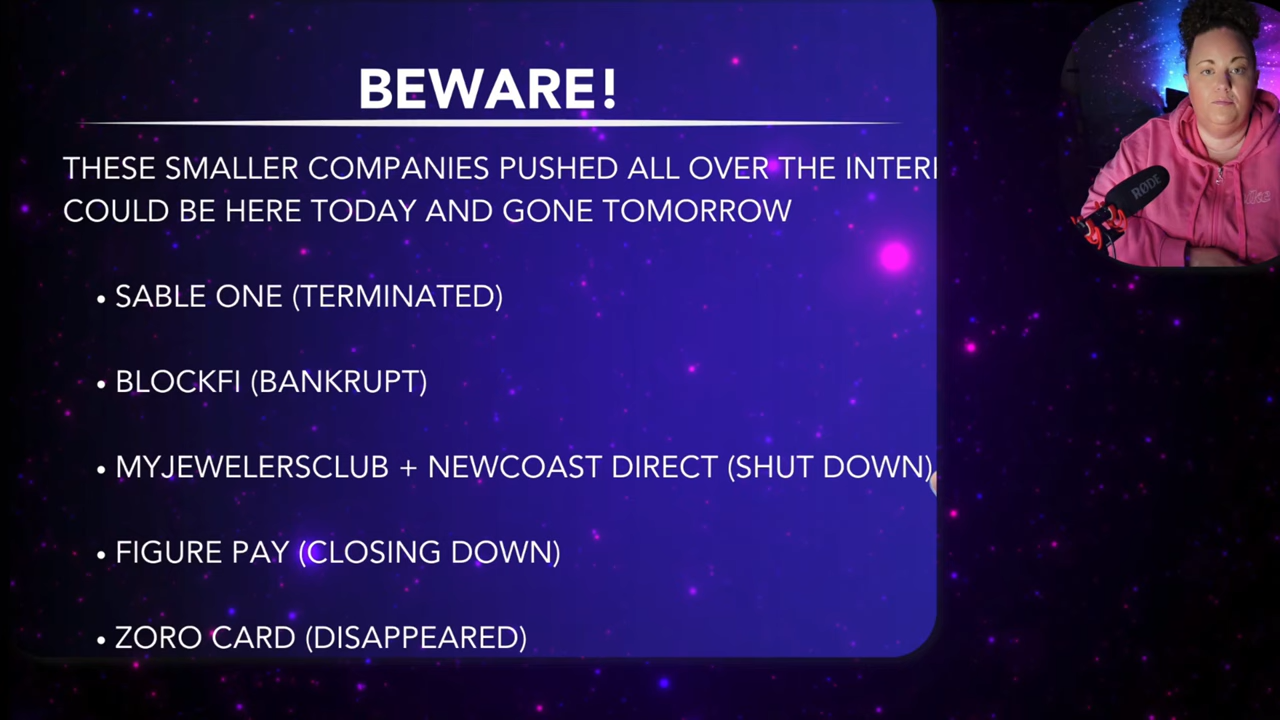 BEWARE!
THESE SMALLER COMPANIES PUSHED ALL OVER THE
COULD BE HERE TODAY AND GONE TOMORROW
• SABLE ONE (TERMINATED)
• BLOCKFI (BANKRUPT)
• MYJEWELERSCLUB + NEWCOAST DIRECT (SHUT DOWN)
• FIGURE PAY (CLOSING DOWN)
• ZORO CARD (DISAPPEARED)
RØDE